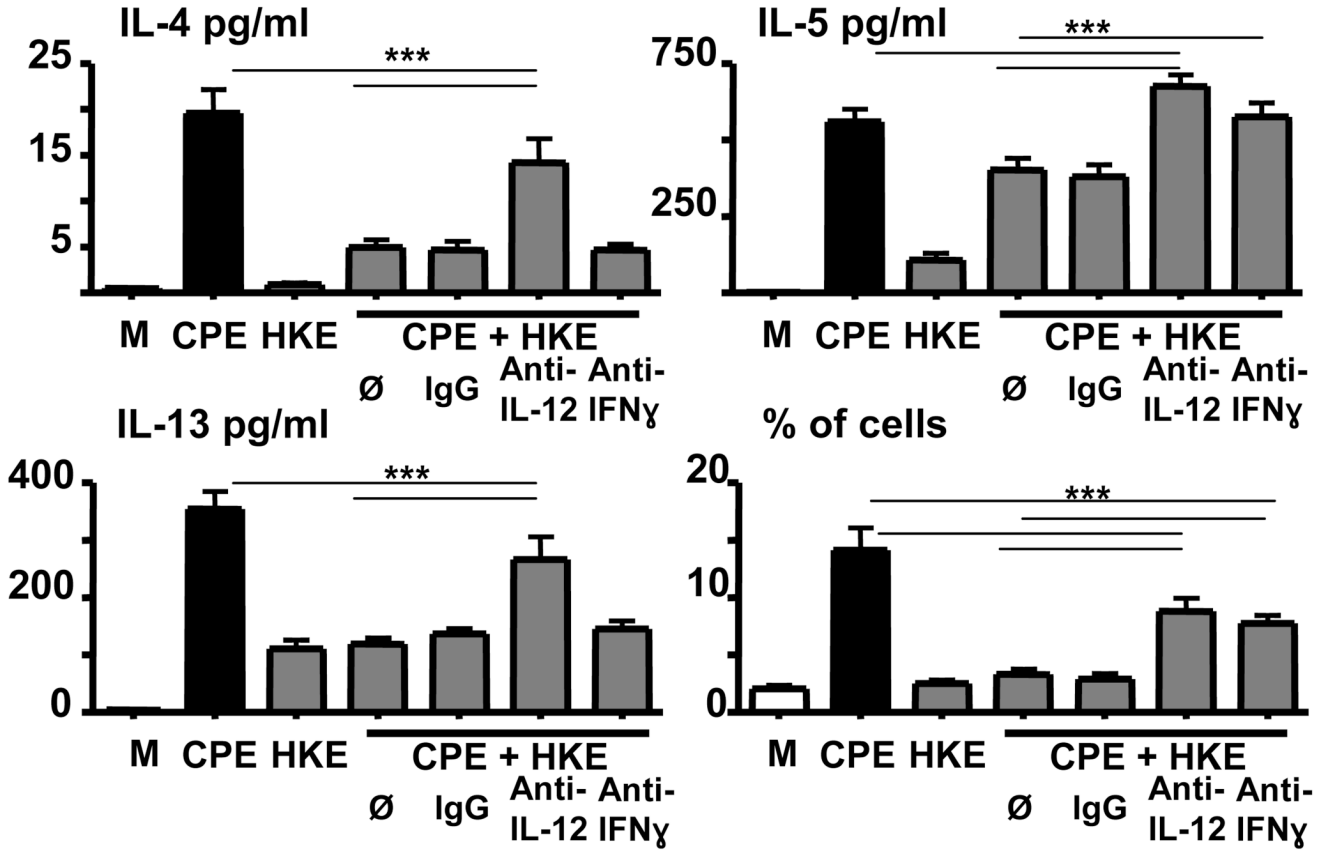 IL-4 pg/ml
***
25
15
5
M CPE HKE CPE + HKE
Ø IgG Anti-IL-12 Anti-IFNɣ
IL-5 pg/ml
***
750
250
M CPE HKE CPE + HKE
Ø IgG Anti-IL-12 Anti-IFNɣ
IL-13 pg/ml
***
400
200
0
M CPE HKE CPE + HKE
Ø IgG Anti-IL-12 Anti-IFNɣ
% of cells
***
20
10
0
M CPE HKE CPE + HKE
Ø IgG Anti-IL-12 Anti-IFNɣ